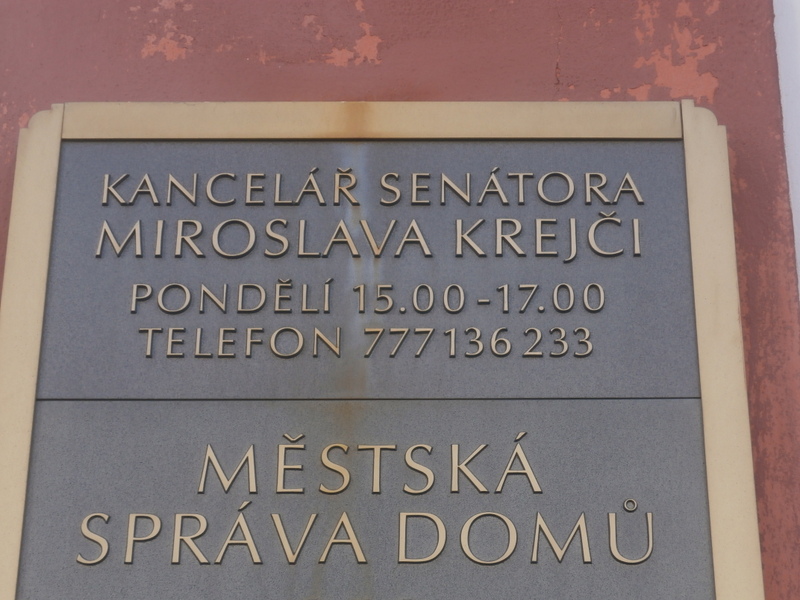 KANCELÁŘ SENÁTORA
MIROSLAVA KREJČI
PONDĚLÍ 15.00-17.00
TELEFON 777 136 233
MĚSTSKÁ
SPRÁVA DOMŮ